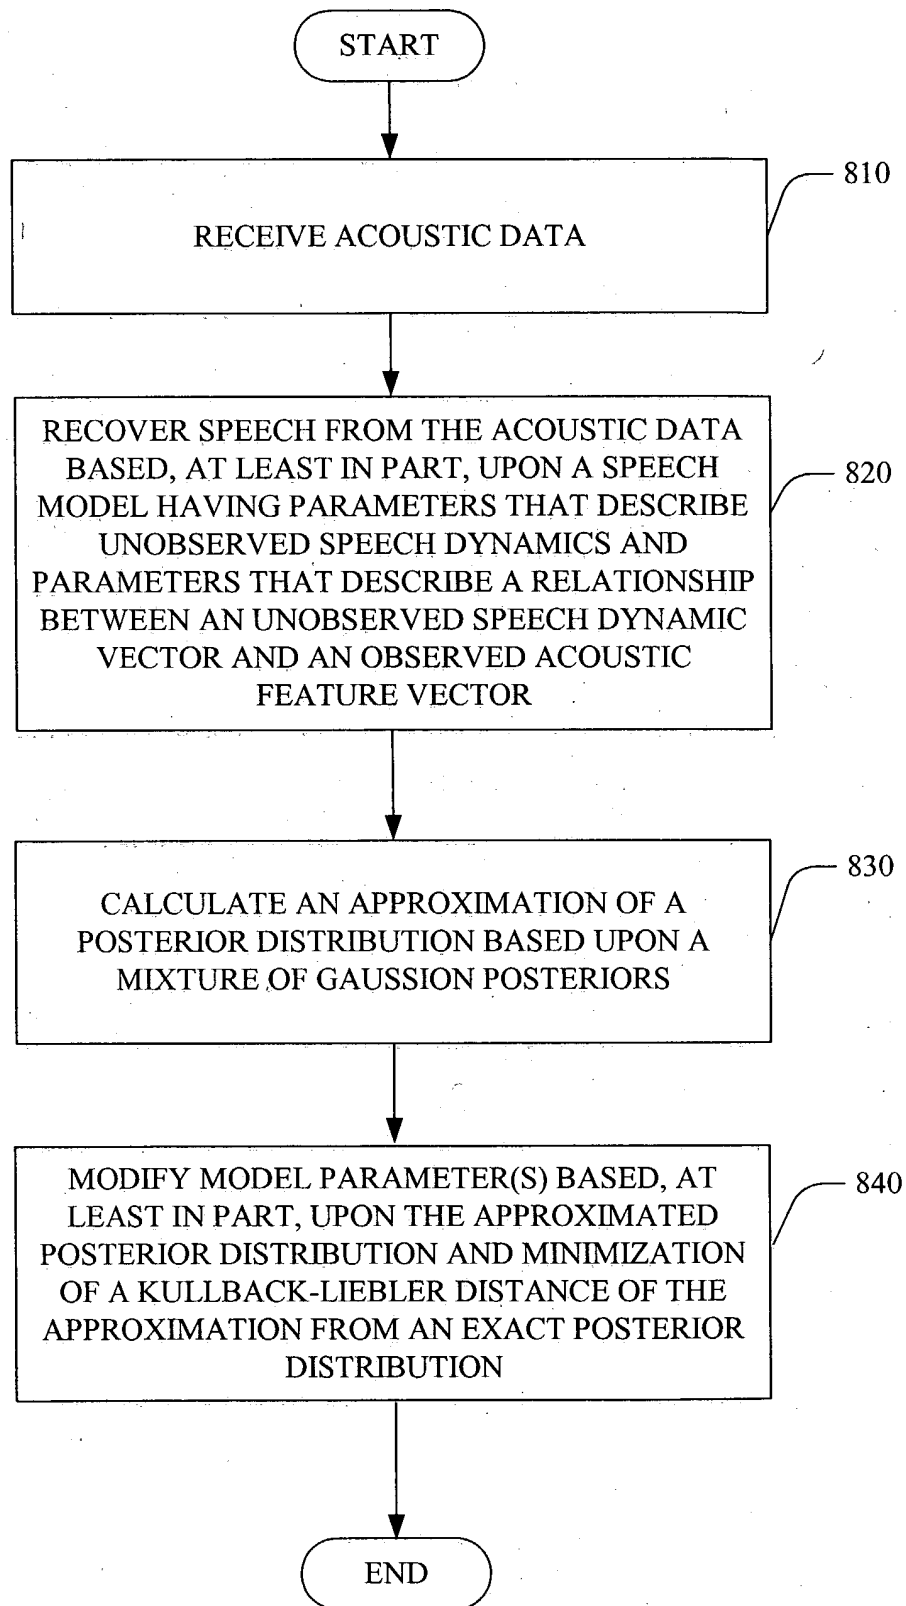 START
810
RECEIVE ACOUSTIC DATA
RECOVER SPEECH FROM THE ACOUSTIC DATA
BASED, AT LEAST IN PART, UPON A SPEECH
MODEL HAVING PARAMETERS THAT DESCRIBE
UNOBSERVED SPEECH DYNAMICS AND
PARAMETERS THAT DESCRIBE A RELATIONSHIP
BETWEEN AN UNOBSERVED SPEECH DYNAMIC
VECTOR AND AN OBSERVED ACOUSTIC
FEATURE VECTOR
820
CALCULATE AN APPROXIMATION OF A
POSTERIOR DISTRIBUTION BASED UPON A
MIXTURE OF GAUSSION POSTERIORS
830
MODIFY MODEL PARAMETER(S) BASED, AT
LEAST IN PART, UPON THE APPROXIMATED
POSTERIOR DISTRIBUTION AND MINIMIZATION
OF A KULLBACK-LIEBLER DISTANCE OF THE
APPROXIMATION FROM AN EXACT POSTERIOR
DISTRIBUTION
840
END